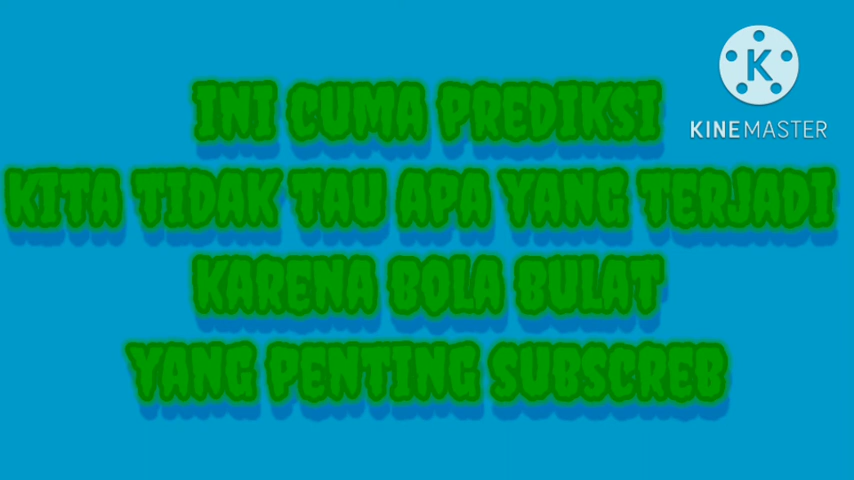 K
KINEMASTER
INI CUMA PREDIKSI
KITA TIDAK TAU APA YANG TERJADI
KARENA BOLA BULAT
YANG PENTING SUBSCREB